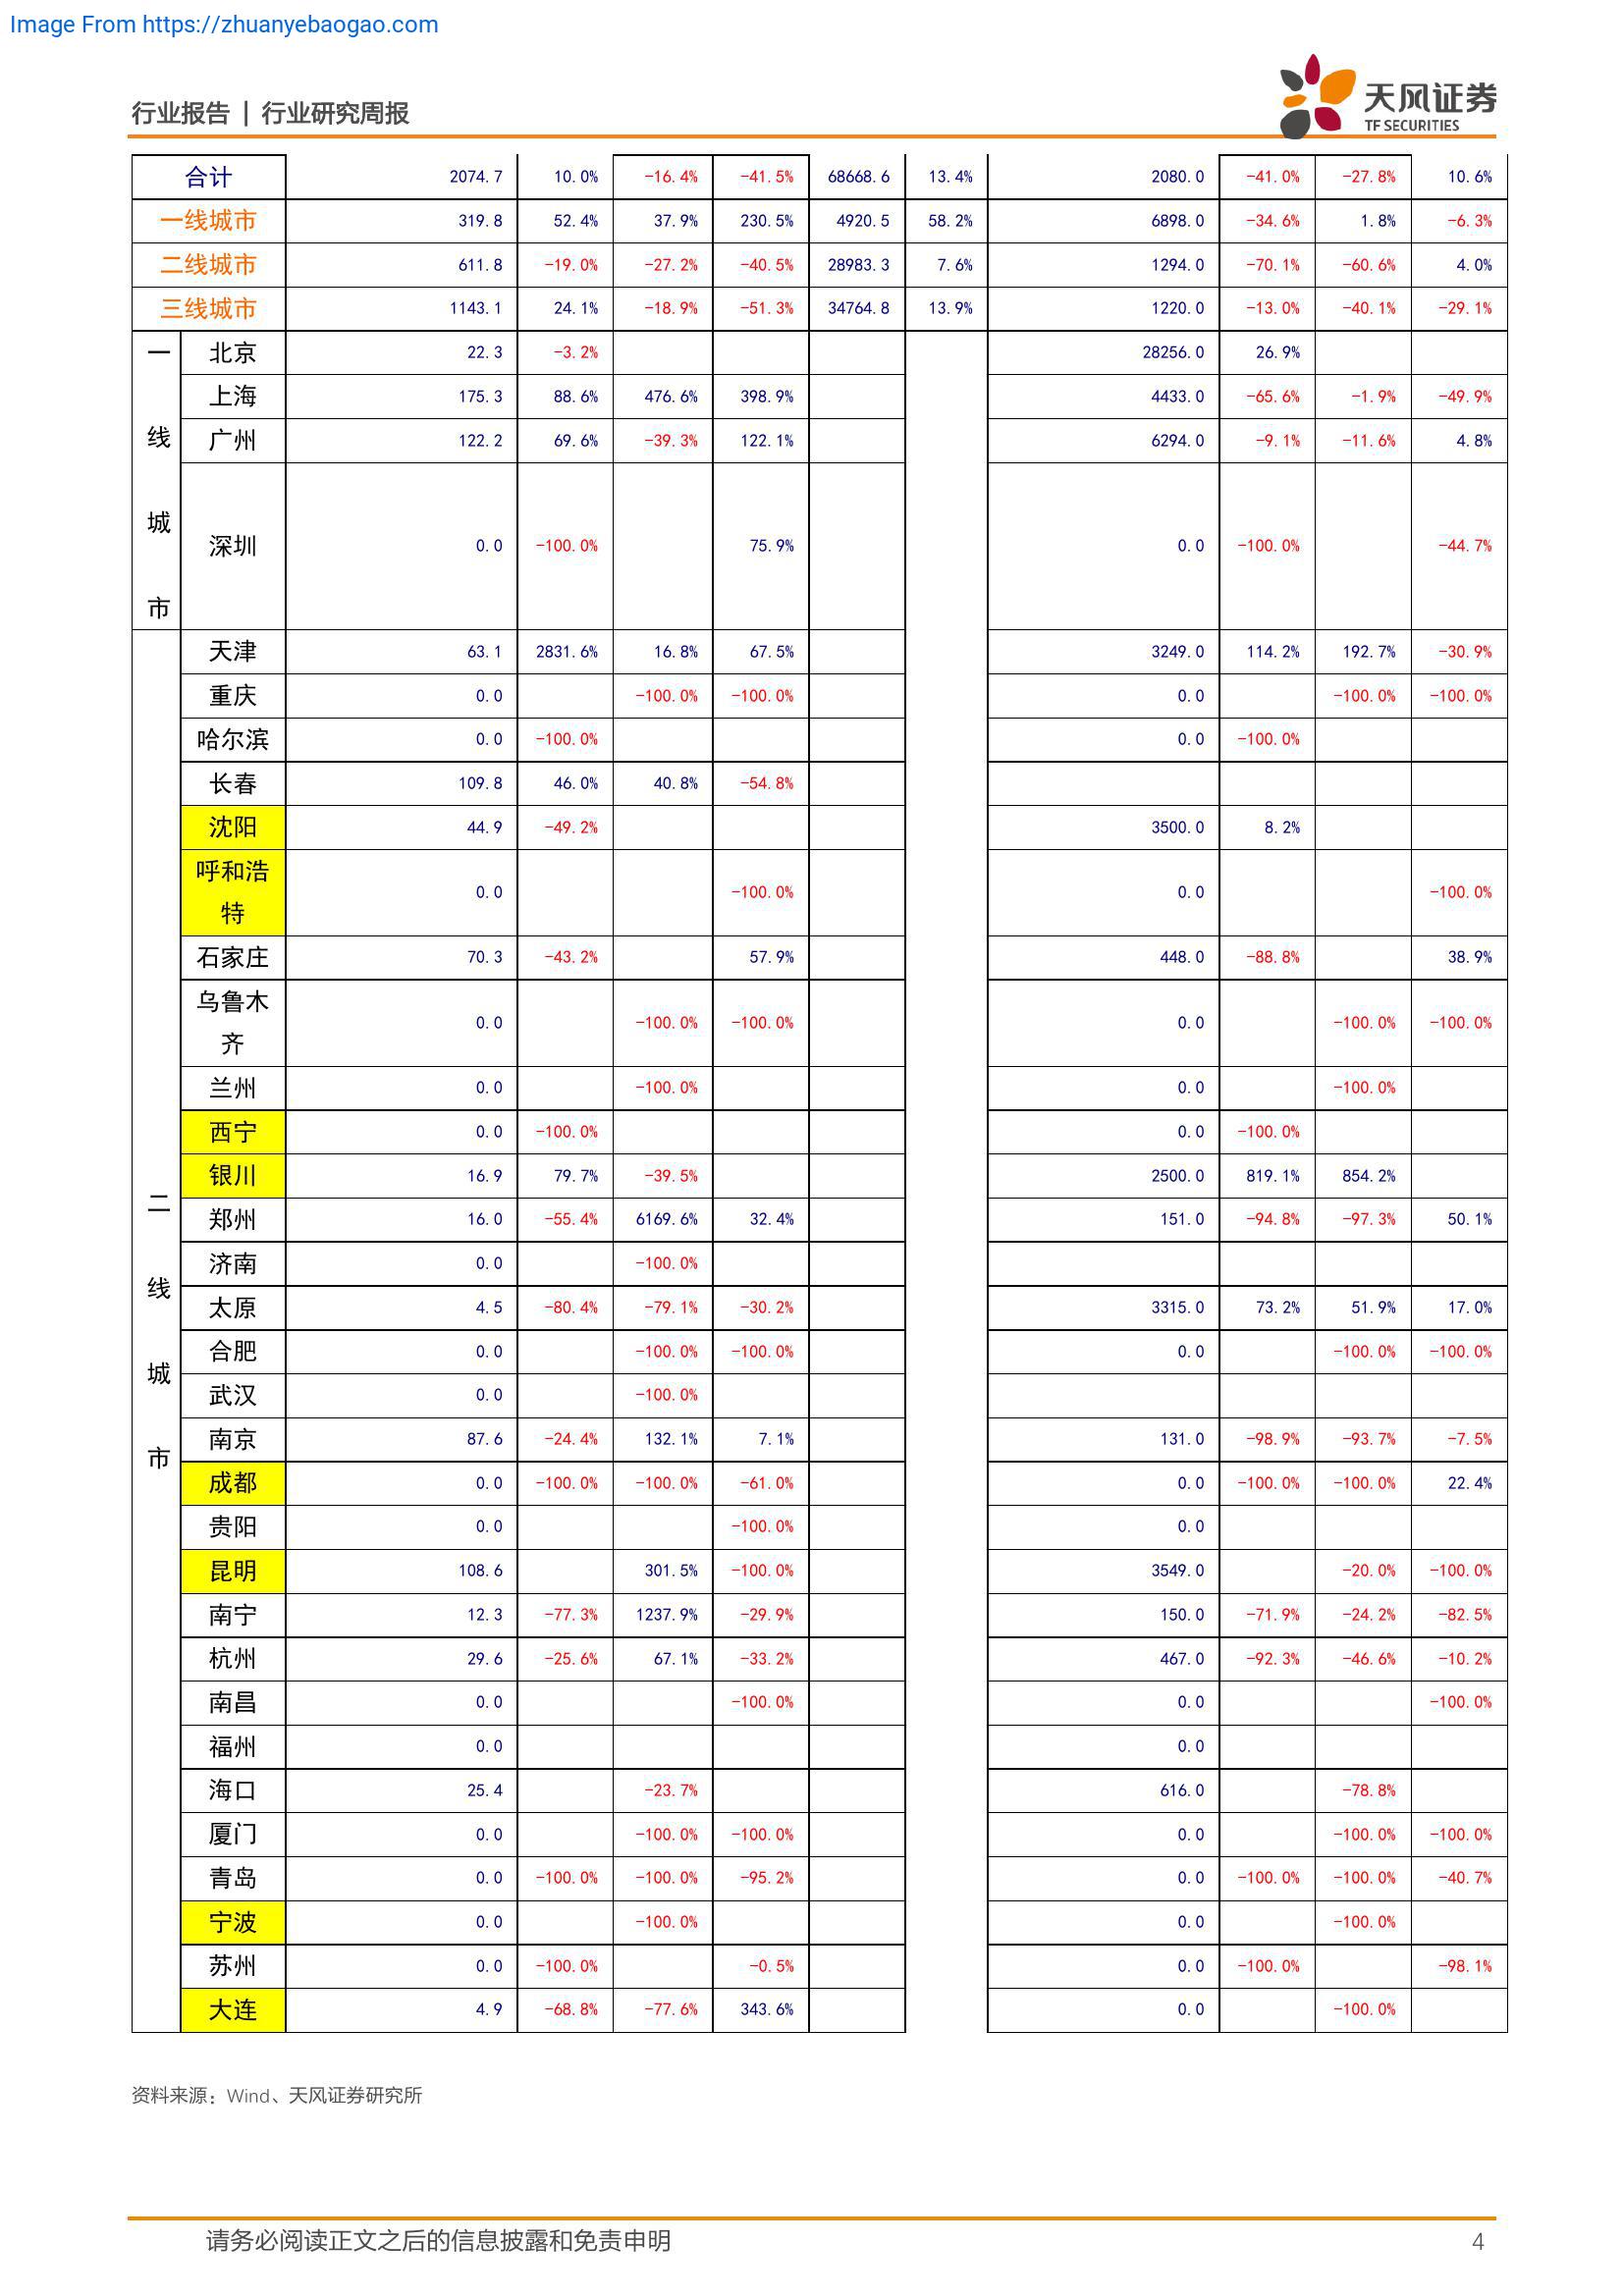 Image From https://zhuanyebaogao.com
行业报告 | 行业研究周报
天风证券
TF SECURITIES
合计 2074.7 10.0% -16.4% -41.5% 68668.6 13.4% 2080.0 -41.0% -27.8% 10.6%
一线城市 319.8 52.4% 37.9% 230.5% 4920.5 58.2% 6898.0 -34.6% 1.8% -6.3%
二线城市 611.8 -19.0% -27.2% -40.5% 28983.3 7.6% 1294.0 -70.1% -60.6% 4.0%
三线城市 1143.1 24.1% -18.9% -51.3% 34764.8 13.9% 1220.0 -13.0% -40.1% -29.1%
一线城市
北京 22.3 -3.2% 28256.0 26.9%
上海 175.3 88.6% 476.6% 398.9% 4433.0 -65.6% -1.9% -49.9%
广州 122.2 69.6% -39.3% 122.1% 6294.0 -9.1% -11.6% 4.8%
深圳 0.0 -100.0% 75.9% 0.0 -100.0% -44.7%
二线城市
天津 63.1 2831.6% 16.8% 67.5% 3249.0 114.2% 192.7% -30.9%
重庆 0.0 -100.0% -100.0% 0.0 -100.0% -100.0%
哈尔滨 0.0 -100.0% 0.0 -100.0%
长春 109.8 46.0% 40.8% -54.8%
沈阳 44.9 -49.2% 3500.0 8.2%
呼和浩特 0.0 -100.0% 0.0 -100.0%
石家庄 70.3 -43.2% 57.9% 448.0 -88.8% 38.9%
乌鲁木齐 0.0 -100.0% -100.0% 0.0 -100.0% -100.0%
兰州 0.0 -100.0% 0.0 -100.0%
西宁 0.0 -100.0% 0.0 -100.0%
银川 16.9 79.7% -39.5% 2500.0 819.1% 854.2%
郑州 16.0 -55.4% 6169.6% 32.4% 151.0 -94.8% -97.3% 50.1%
济南 0.0 -100.0%
太原 4.5 -80.4% -79.1% -30.2% 3315.0 73.2% 51.9% 17.0%
合肥 0.0 -100.0% -100.0% 0.0 -100.0% -100.0%
武汉 0.0 -100.0%
南京 87.6 -24.4% 132.1% 7.1% 131.0 -98.9% -93.7% -7.5%
成都 0.0 -100.0% -100.0% -61.0% 0.0 -100.0% -100.0% 22.4%
贵阳 0.0 -100.0% 0.0
昆明 108.6 301.5% -100.0% 3549.0 -20.0% -100.0%
南宁 12.3 -77.3% 1237.9% -29.9% 150.0 -71.9% -24.2% -82.5%
杭州 29.6 -25.6% 67.1% -33.2% 467.0 -92.3% -46.6% -10.2%
南昌 0.0 -100.0% 0.0 -100.0%
福州 0.0 0.0
海口 25.4 -23.7% 616.0 -78.8%
厦门 0.0 -100.0% -100.0% 0.0 -100.0% -100.0%
青岛 0.0 -100.0% -100.0% -95.2% 0.0 -100.0% -100.0% -40.7%
宁波 0.0 -100.0% 0.0 -100.0%
苏州 0.0 -100.0% -0.5% 0.0 -100.0% -98.1%
大连 4.9 -68.8% -77.6% 343.6% 0.0 -100.0%
资料来源：Wind、天风证券研究所
请务必阅读正文之后的信息披露和免责申明 4